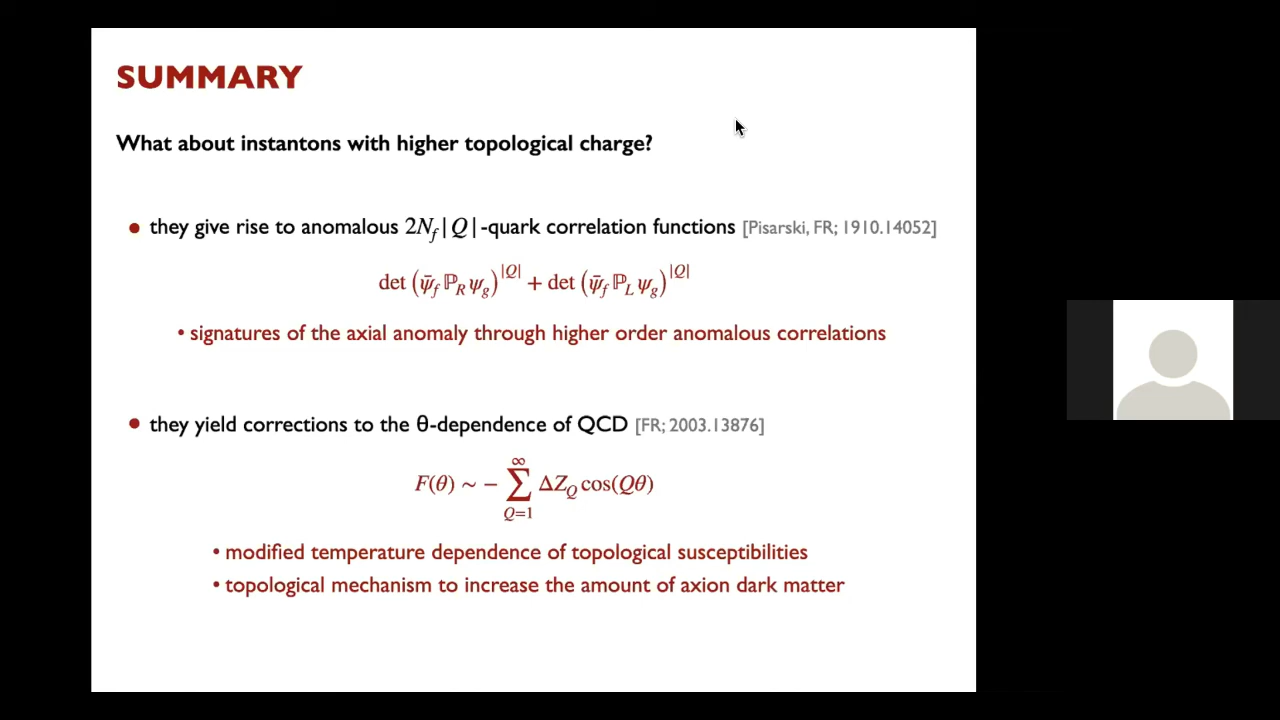 SUMMARY
What about instantons with higher topological charge?
• they give rise to anomalous 2N_f|Q|-quark correlation functions [Pisarski, FR; 1910.14052]
det (ψ̄_f ℙ_R ψ_g)^|Q| + det (ψ̄_f ℙ_L ψ_g)^|Q|
• signatures of the axial anomaly through higher order anomalous correlations
• they yield corrections to the θ-dependence of QCD [FR; 2003.13876]
F(θ) ∼ − ∑_{Q=1}^{∞} ΔZ_Q cos(Qθ)
• modified temperature dependence of topological susceptibilities
• topological mechanism to increase the amount of axion dark matter